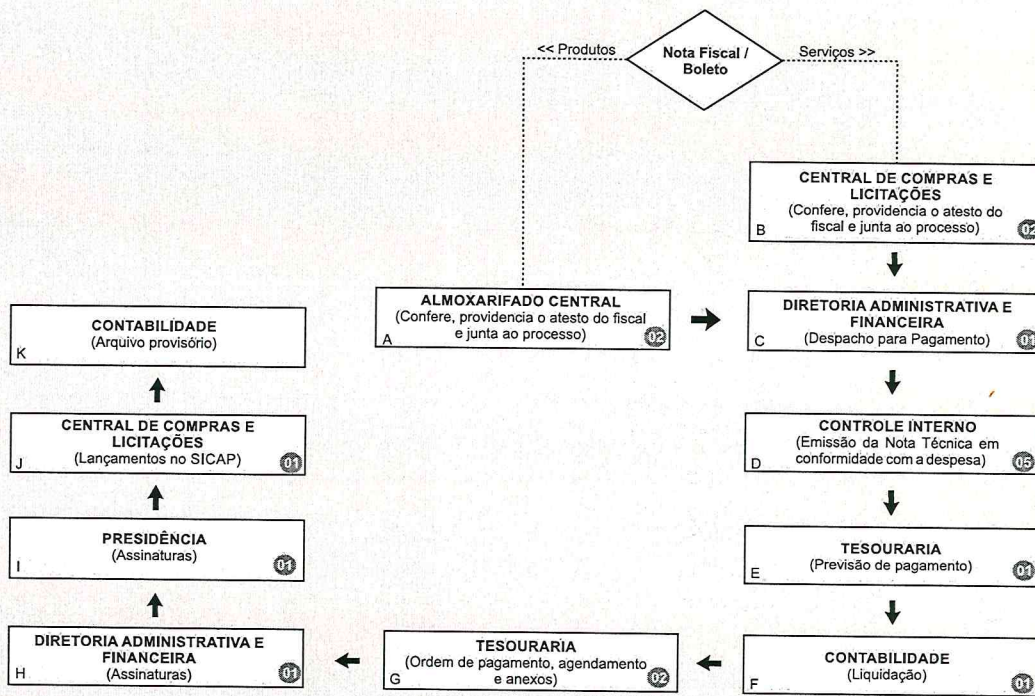 << Produtos
Nota Fiscal /
Boleto
Serviços >>
CENTRAL DE COMPRAS E
LICITAÇÕES
(Confere, providencia o atesto do
fiscal e junta ao processo)
B
02
ALMOXARIFADO CENTRAL
(Confere, providencia o atesto do fiscal
e junta ao processo)
A
02
DIRETORIA ADMINISTRATIVA E
FINANCEIRA
(Despacho para Pagamento)
C
01
CONTROLE INTERNO
(Emissão da Nota Técnica em
conformidade com a despesa)
D
05
TESOURARIA
(Previsão de pagamento)
E
01
CONTABILIDADE
(Liquidação)
F
01
TESOURARIA
(Ordem de pagamento, agendamento
e anexos)
G
02
DIRETORIA ADMINISTRATIVA E
FINANCEIRA
(Assinaturas)
H
01
PRESIDÊNCIA
(Assinaturas)
I
01
CENTRAL DE COMPRAS E
LICITAÇÕES
(Lançamentos no SICAP)
J
01
CONTABILIDADE
(Arquivo provisório)
K